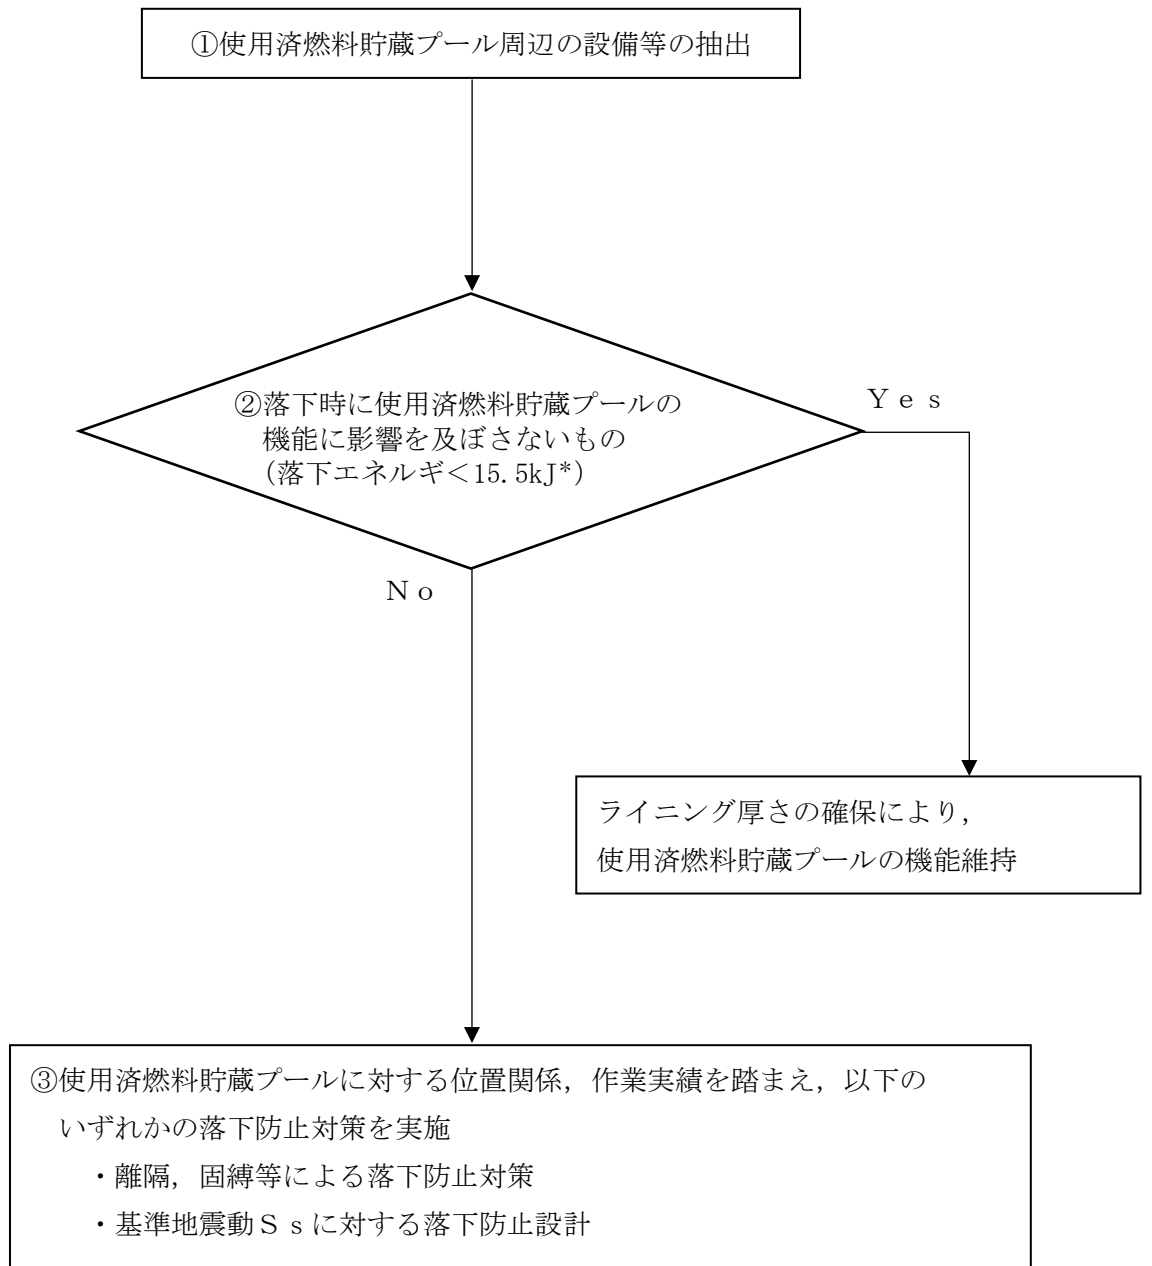 ①使用済燃料貯蔵プール周辺の設備等の抽出
②落下時に使用済燃料貯蔵プールの
機能に影響を及ぼさないもの
(落下エネルギ＜15.5kJ*)
Ｙｅｓ
Ｎｏ
ライニング厚さの確保により，
使用済燃料貯蔵プールの機能維持
③使用済燃料貯蔵プールに対する位置関係，作業実績を踏まえ，以下の
いずれかの落下防止対策を実施
・離隔，固縛等による落下防止対策
・基準地震動Ｓｓに対する落下防止設計